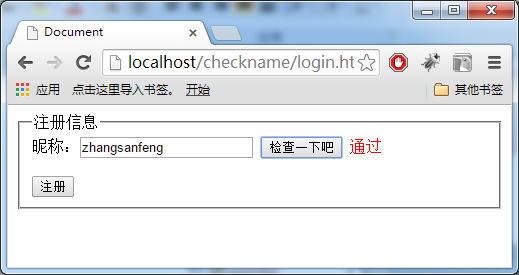 Document
localhost/checkname/login.ht
应用 点击这里导入书签。 开始 其他书签
注册信息
昵称： zhangsanfeng 检查一下吧 通过
注册